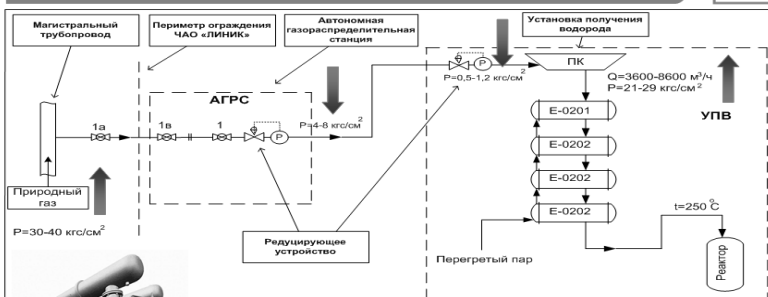 Магистральный
трубопровод
Периметр ограждения
ЧАО «ЛИНИК»
Автономная
газораспределительная
станция
Установка получения
водорода
АГРС
1а
1в
1
P
P=4-8 кгс/см²
P
P=0,5-1,2 кгс/см²
ПК
Q=3600-8600 м³/ч
P=21-29 кгс/см²
УПВ
E-0201
E-0202
E-0202
E-0202
Природный
газ
P=30-40 кгс/см²
Редуцирующее
устройство
Перегретый пар
t=250°C
Реактор